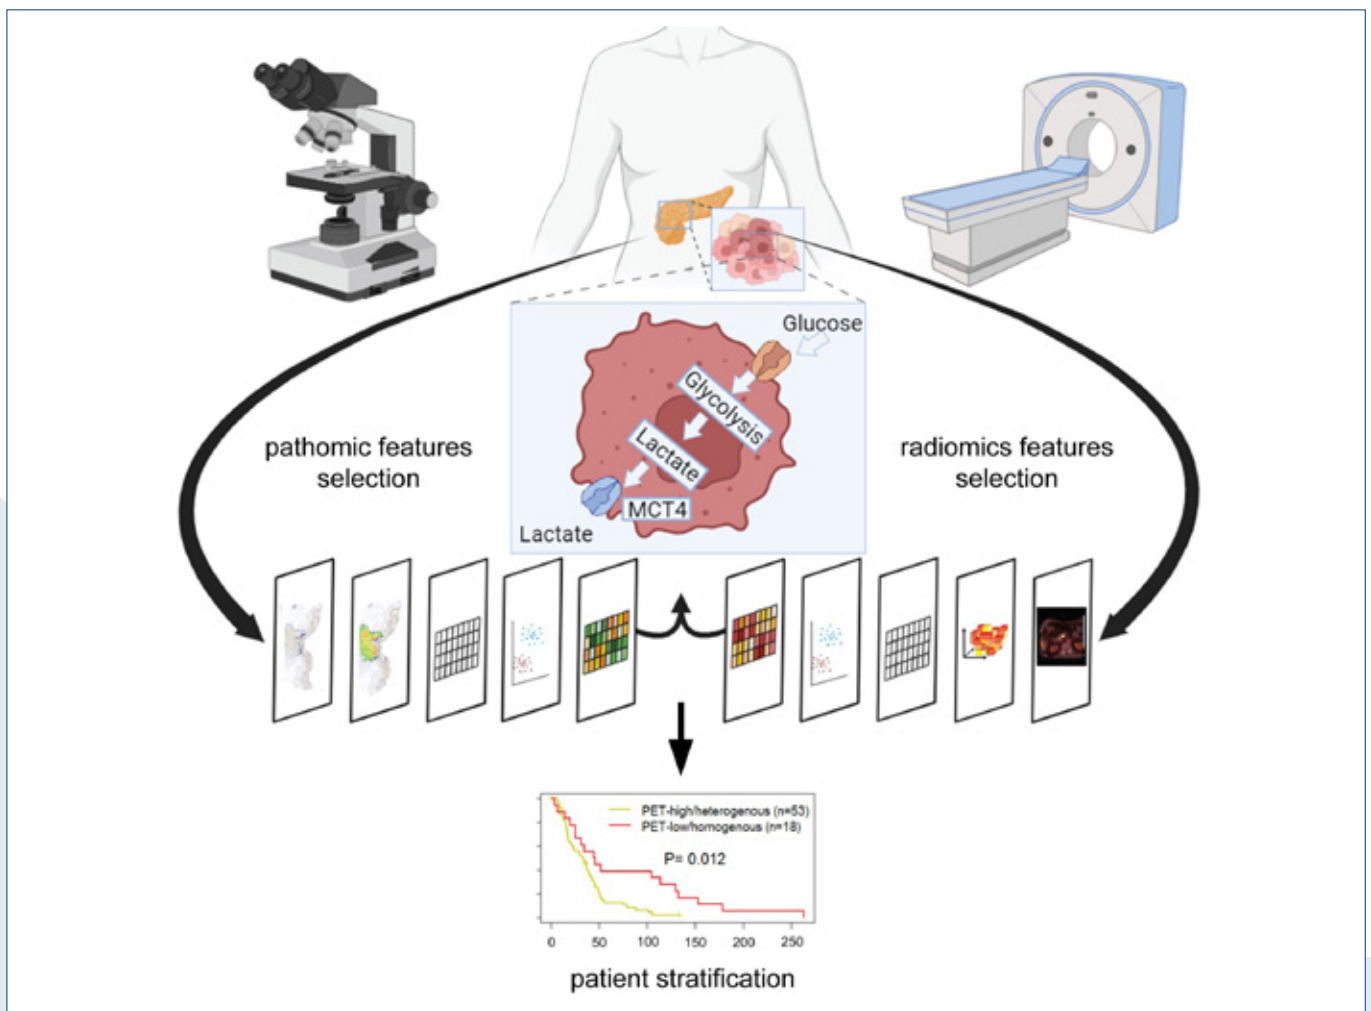 Glucose
Glycolysis
Lactate
MCT4
Lactate
pathomic features
selection
radiomics features
selection
PET-high/heterogenous (n=53)
PET-low/homogenous (n=18)
P= 0.012
0 50 100 150 200 250
patient stratification